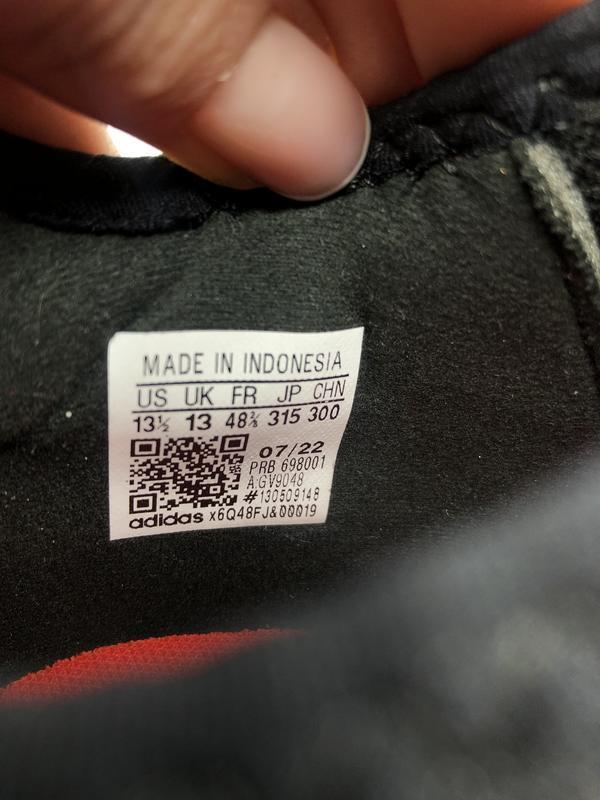 MADE IN INDONESIA
US UK FR JP CHN
13½ 13 48⅔ 315 300
07/22
PRB 698001
A:GV9048
#130509148
adidas x6Q48FJ&00019